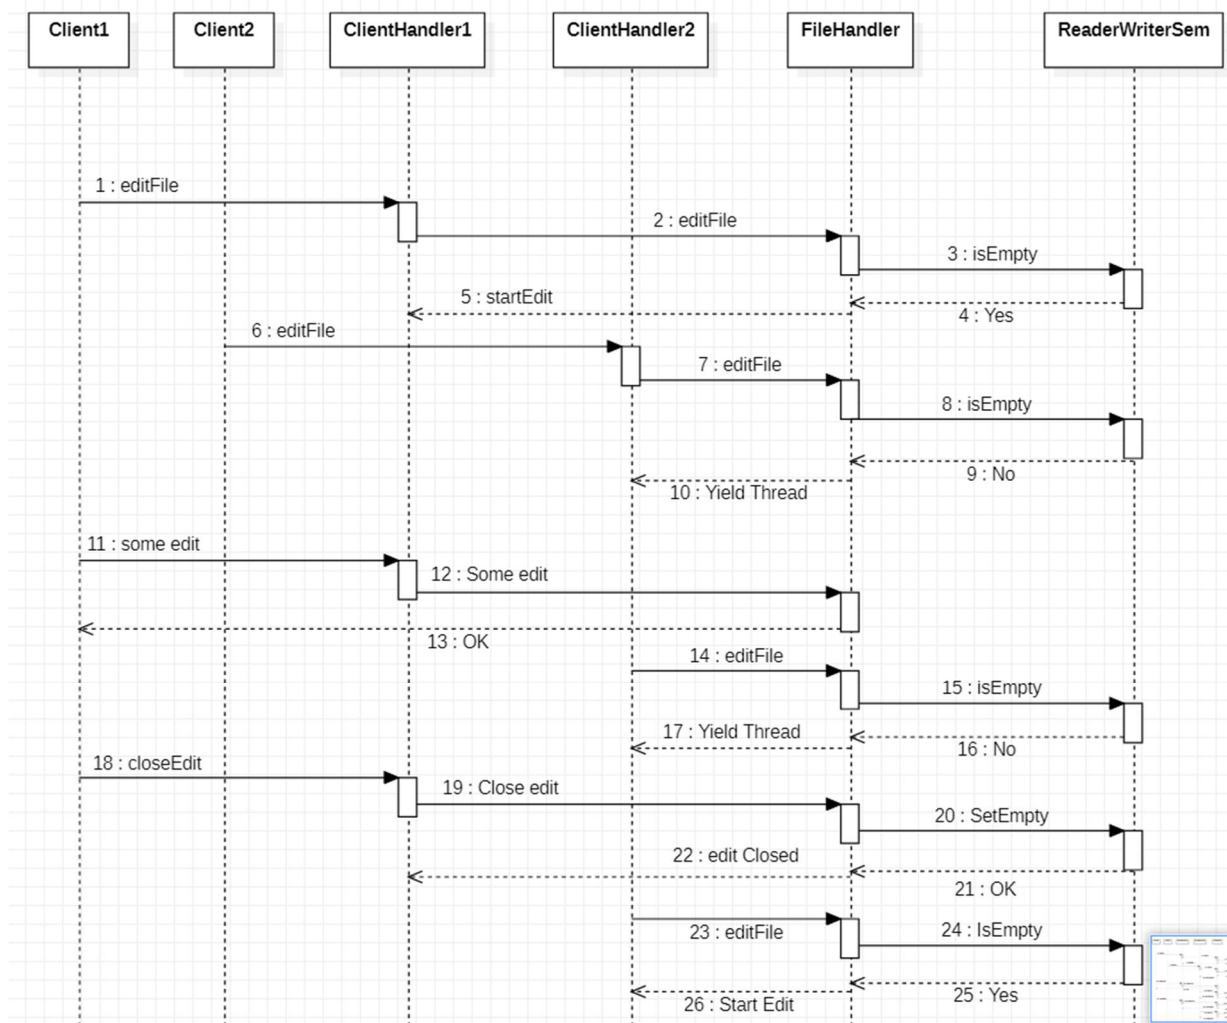 Client1
Client2
ClientHandler1
ClientHandler2
FileHandler
ReaderWriterSem
1 : editFile
2 : editFile
3 : isEmpty
4 : Yes
5 : startEdit
6 : editFile
7 : editFile
8 : isEmpty
9 : No
10 : Yield Thread
11 : some edit
12 : Some edit
13 : OK
14 : editFile
15 : isEmpty
16 : No
17 : Yield Thread
18 : closeEdit
19 : Close edit
20 : SetEmpty
21 : OK
22 : edit Closed
23 : editFile
24 : IsEmpty
25 : Yes
26 : Start Edit